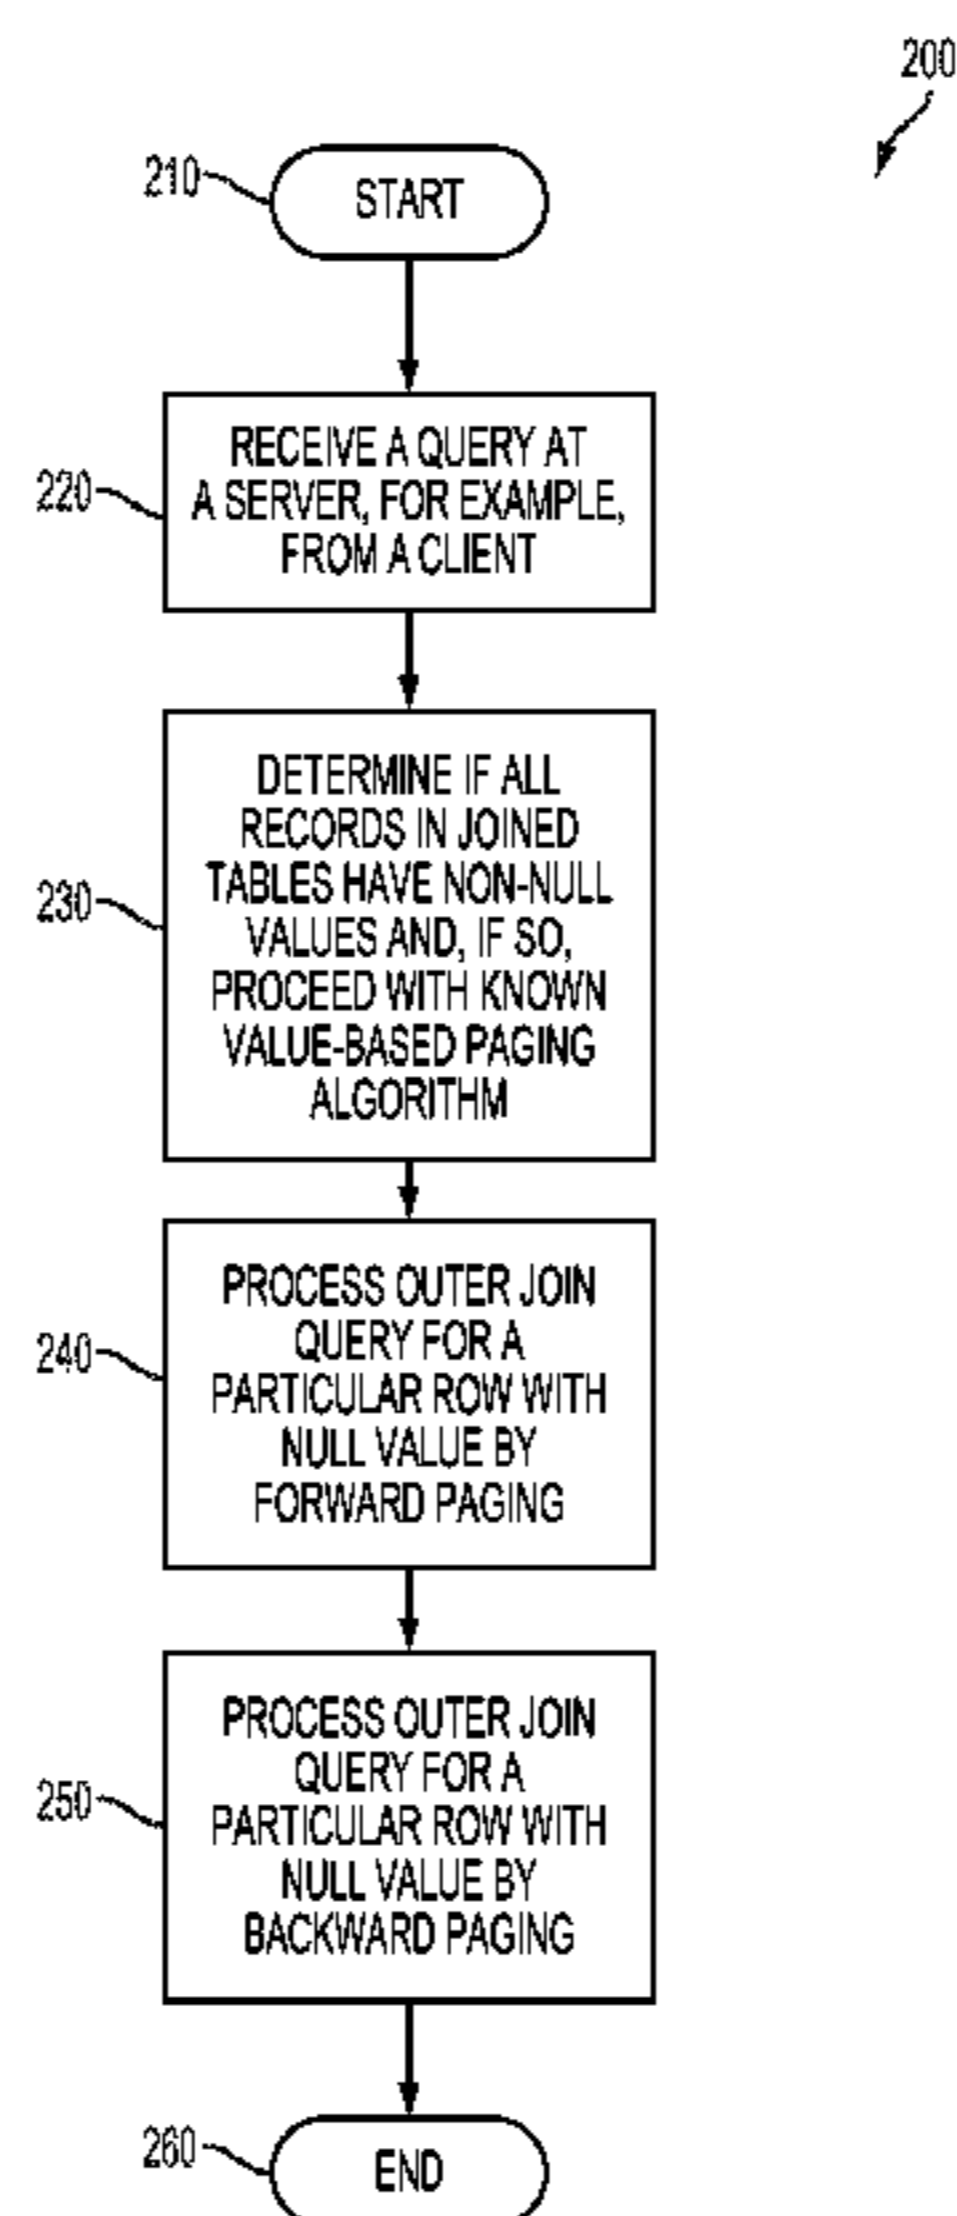 200
210
START
220
RECEIVE A QUERY AT
A SERVER, FOR EXAMPLE,
FROM A CLIENT
230
DETERMINE IF ALL
RECORDS IN JOINED
TABLES HAVE NON-NULL
VALUES AND, IF SO,
PROCEED WITH KNOWN
VALUE-BASED PAGING
ALGORITHM
240
PROCESS OUTER JOIN
QUERY FOR A
PARTICULAR ROW WITH
NULL VALUE BY
FORWARD PAGING
250
PROCESS OUTER JOIN
QUERY FOR A
PARTICULAR ROW WITH
NULL VALUE BY
BACKWARD PAGING
260
END